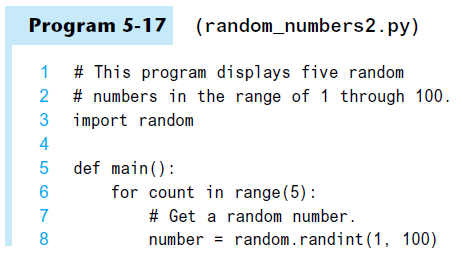 Program 5-17 (random_numbers2.py)
1 # This program displays five random
2 # numbers in the range of 1 through 100.
3 import random
4
5 def main():
6     for count in range(5):
7         # Get a random number.
8         number = random.randint(1, 100)